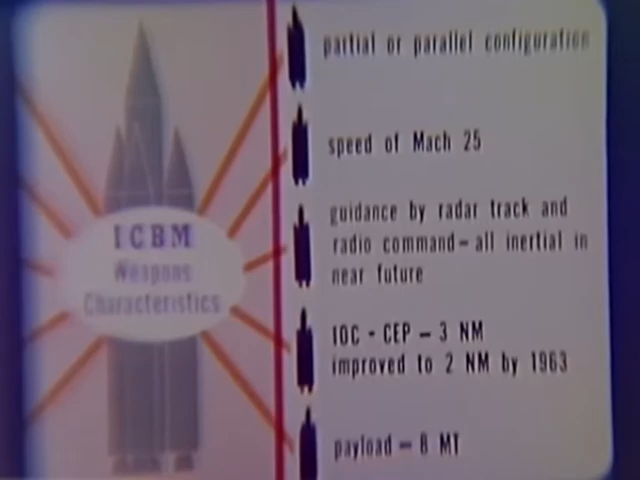 ICBM
Weapons
Characteristics
partial or parallel configuration
speed of Mach 25
guidance by radar track and
radio command – all inertial in
near future
IOC - CEP – 3 NM
improved to 2 NM by 1963
payload – 8 MT